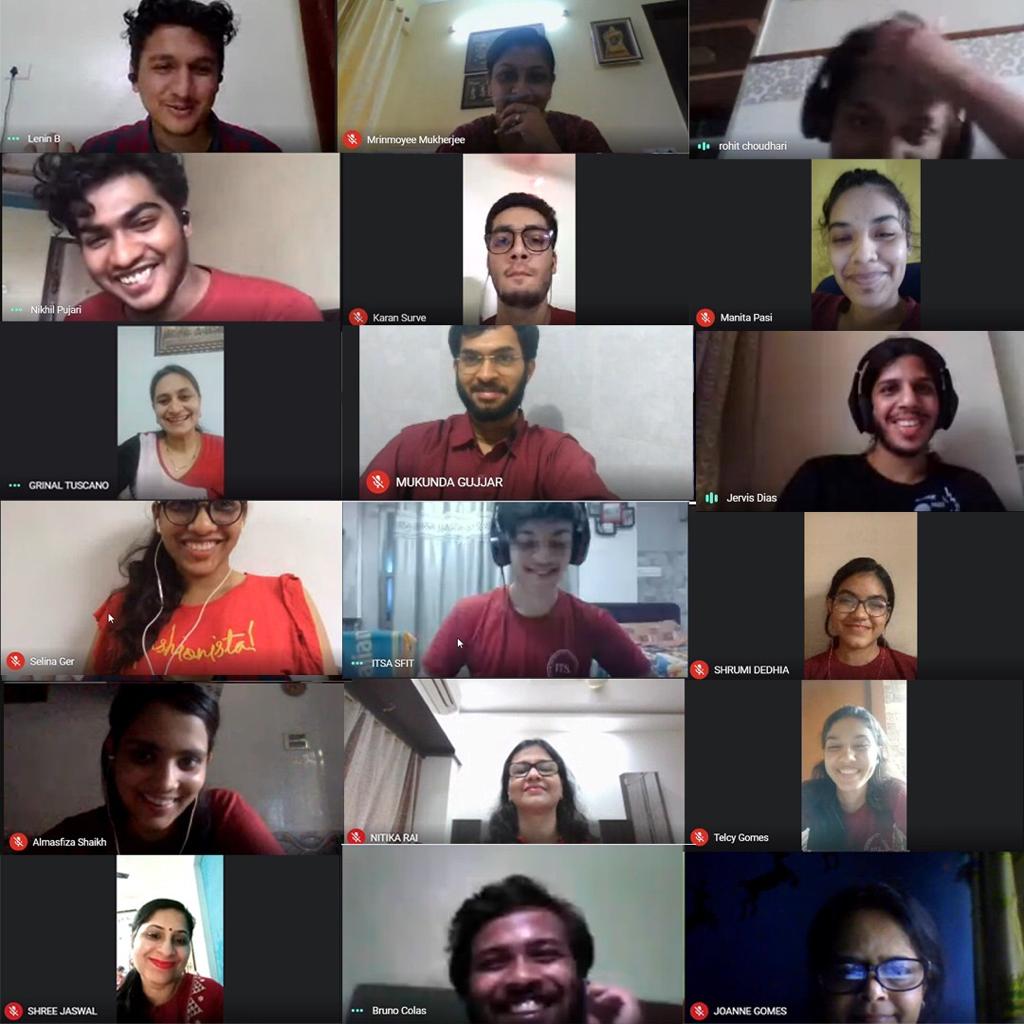 Lenin B
Mrinmoyee Mukherjee
rohit choudhari
Nikhil Pujari
Karan Surve
Manita Pasi
GRINAL TUSCANO
MUKUNDA GUJJAR
Jervis Dias
shionista!
Selina Ger
ITSA SFIT
SHRUMI DEDHIA
Almasfiza Shaikh
NITIKA RAI
Telcy Gomes
SHREE JASWAL
Bruno Colas
JOANNE GOMES